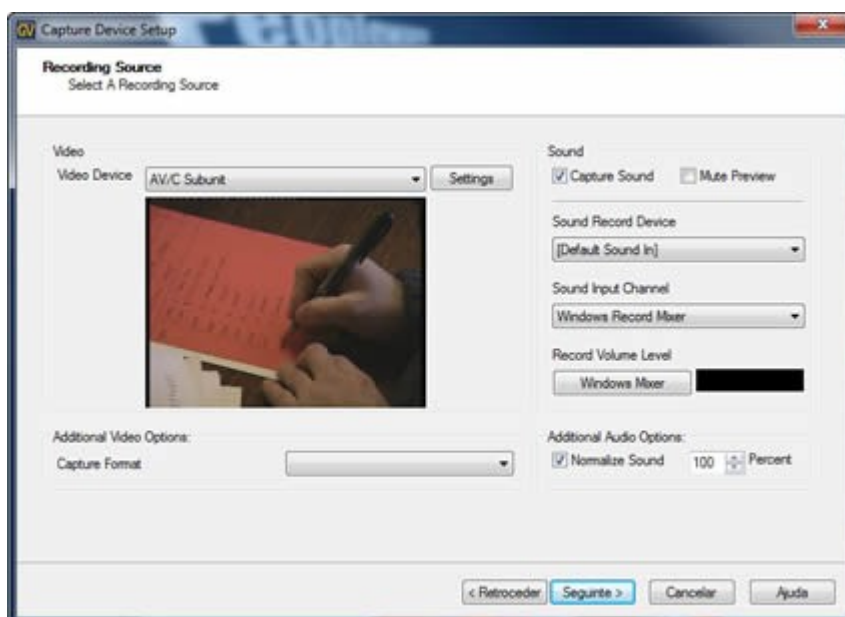 Capture Device Setup
Recording Source
Select A Recording Source
Video
Video Device
AV/C Subunit
Settings
Sound
Capture Sound
Mute Preview
Sound Record Device
[Default Sound In]
Sound Input Channel
Windows Record Mixer
Record Volume Level
Windows Mixer
Additional Video Options:
Capture Format
Additional Audio Options:
Normalize Sound
100
Percent
< Retroceder
Seguinte >
Cancelar
Ajuda